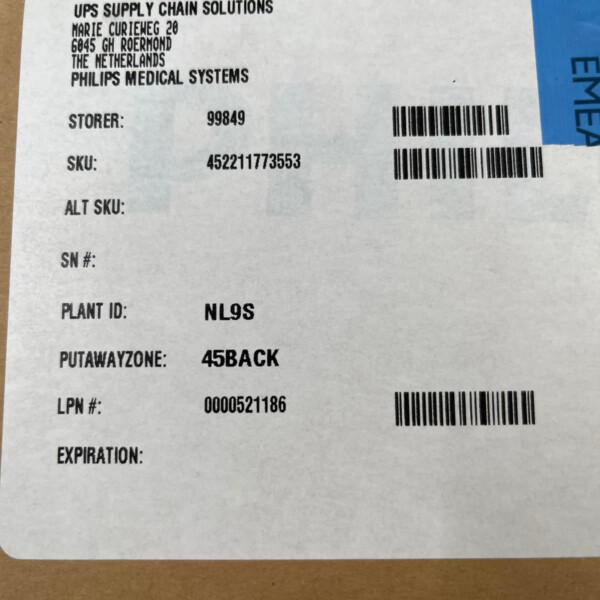 UPS SUPPLY CHAIN SOLUTIONS
MARIE CURIEWEG 20
6045 GH ROERMOND
THE NETHERLANDS
PHILIPS MEDICAL SYSTEMS
STORER: 99849
SKU: 452211773553
ALT SKU:
SN #:
PLANT ID: NL9S
PUTAWAYZONE: 45BACK
LPN #: 0000521186
EXPIRATION:
EMEA